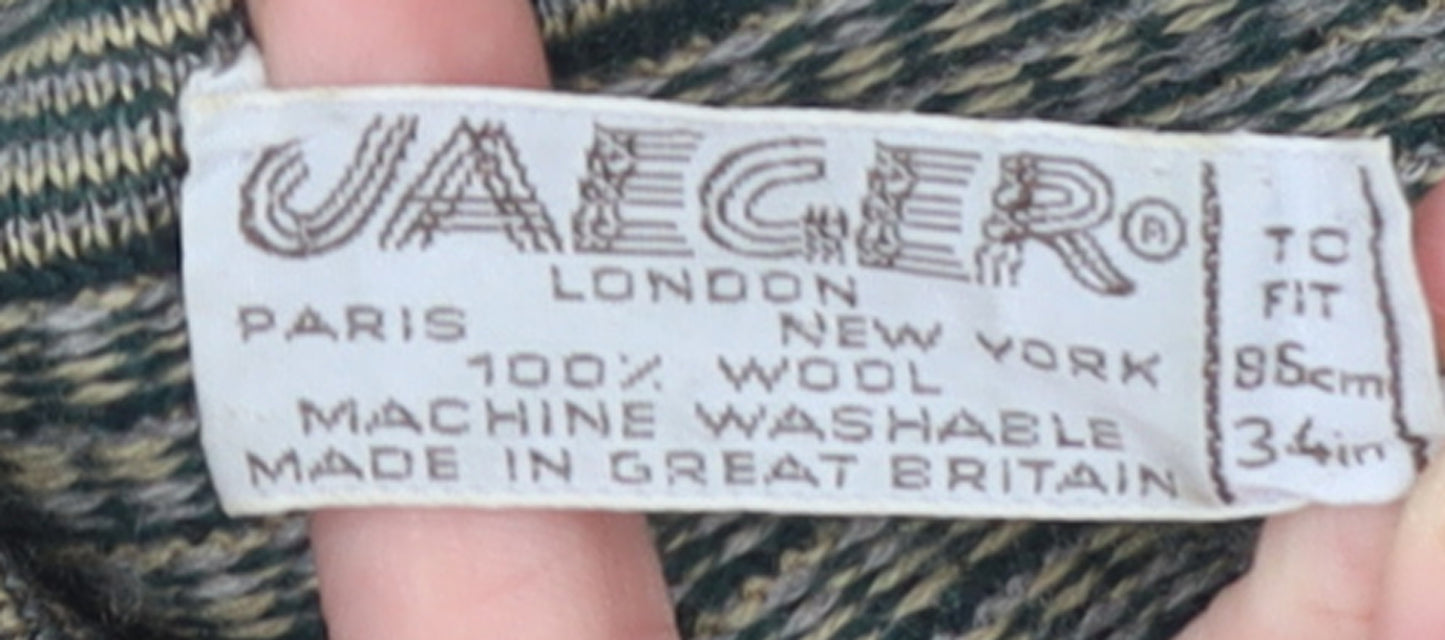 JAEGER®
LONDON
PARIS NEW YORK
100% WOOL
MACHINE WASHABLE
MADE IN GREAT BRITAIN
TO
FIT
86cm
34in